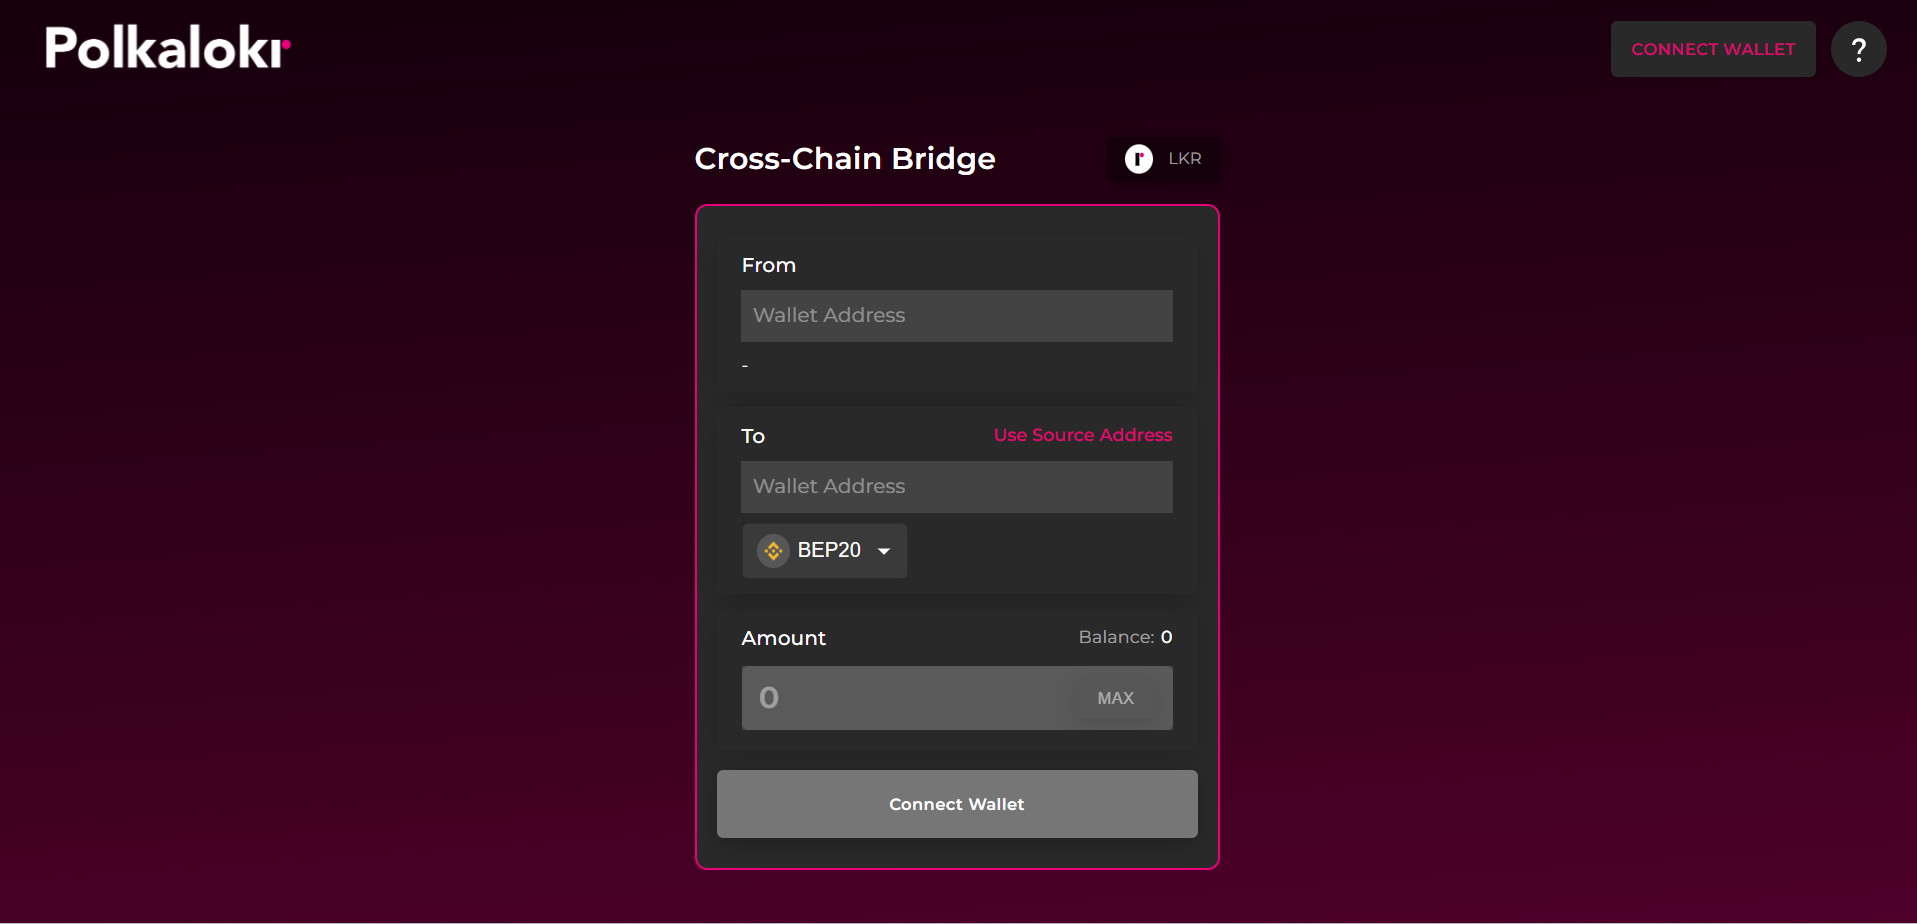 Polkalokr
CONNECT WALLET
?
Cross-Chain Bridge
LKR
From
Wallet Address
-
To
Use Source Address
Wallet Address
BEP20
Amount
Balance: 0
0
MAX
Connect Wallet